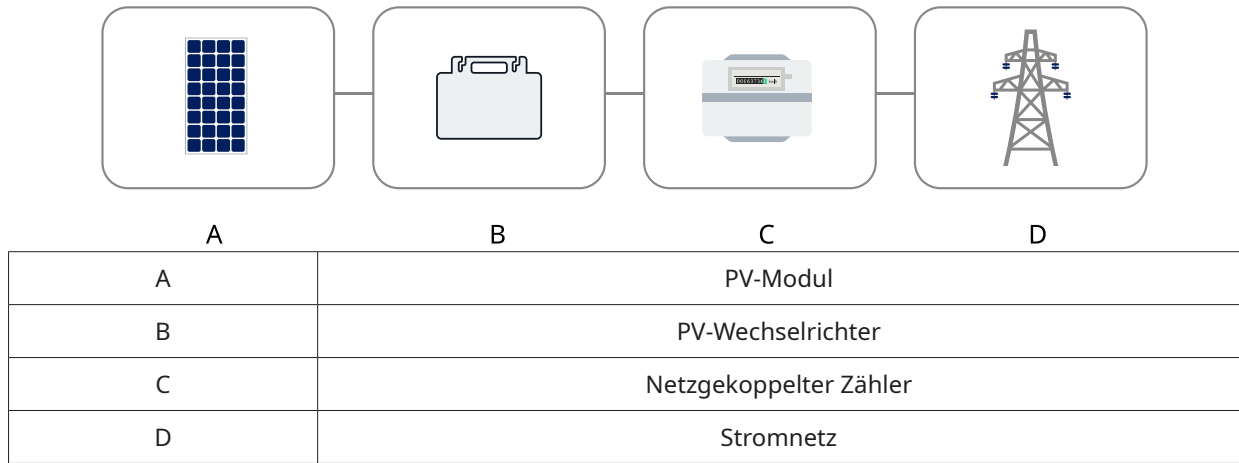 A B C D
A PV-Modul
B PV-Wechselrichter
C Netzgekoppelter Zähler
D Stromnetz